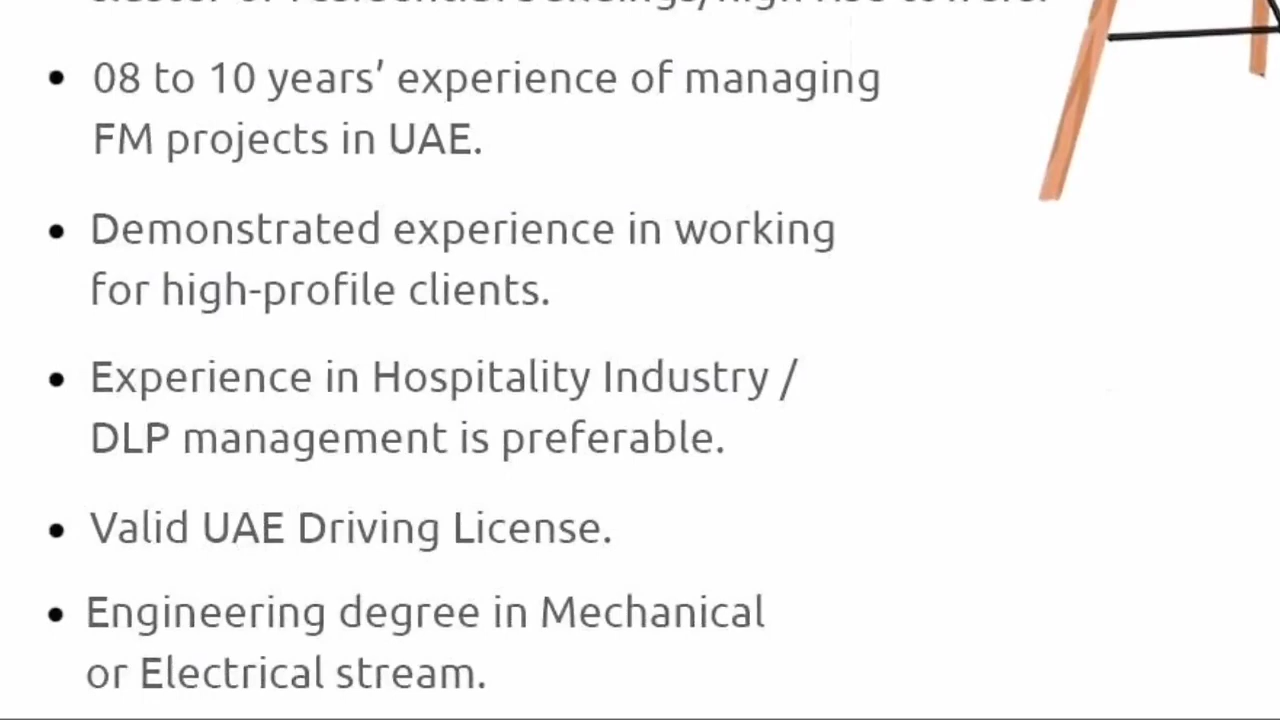 • 08 to 10 years’ experience of managing
FM projects in UAE.
• Demonstrated experience in working
for high-profile clients.
• Experience in Hospitality Industry /
DLP management is preferable.
• Valid UAE Driving License.
• Engineering degree in Mechanical
or Electrical stream.